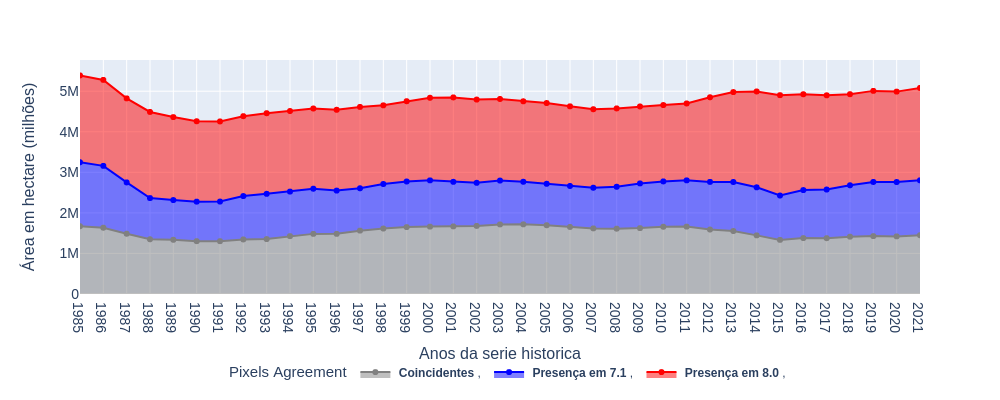 Área em hectare (milhões)
5M
4M
3M
2M
1M
0
1985 1986 1987 1988 1989 1990 1991 1992 1993 1994 1995 1996 1997 1998 1999 2000 2001 2002 2003 2004 2005 2006 2007 2008 2009 2010 2011 2012 2013 2014 2015 2016 2017 2018 2019 2020 2021
Anos da serie historica
Pixels Agreement Coincidentes , Presença em 7.1 , Presença em 8.0 ,